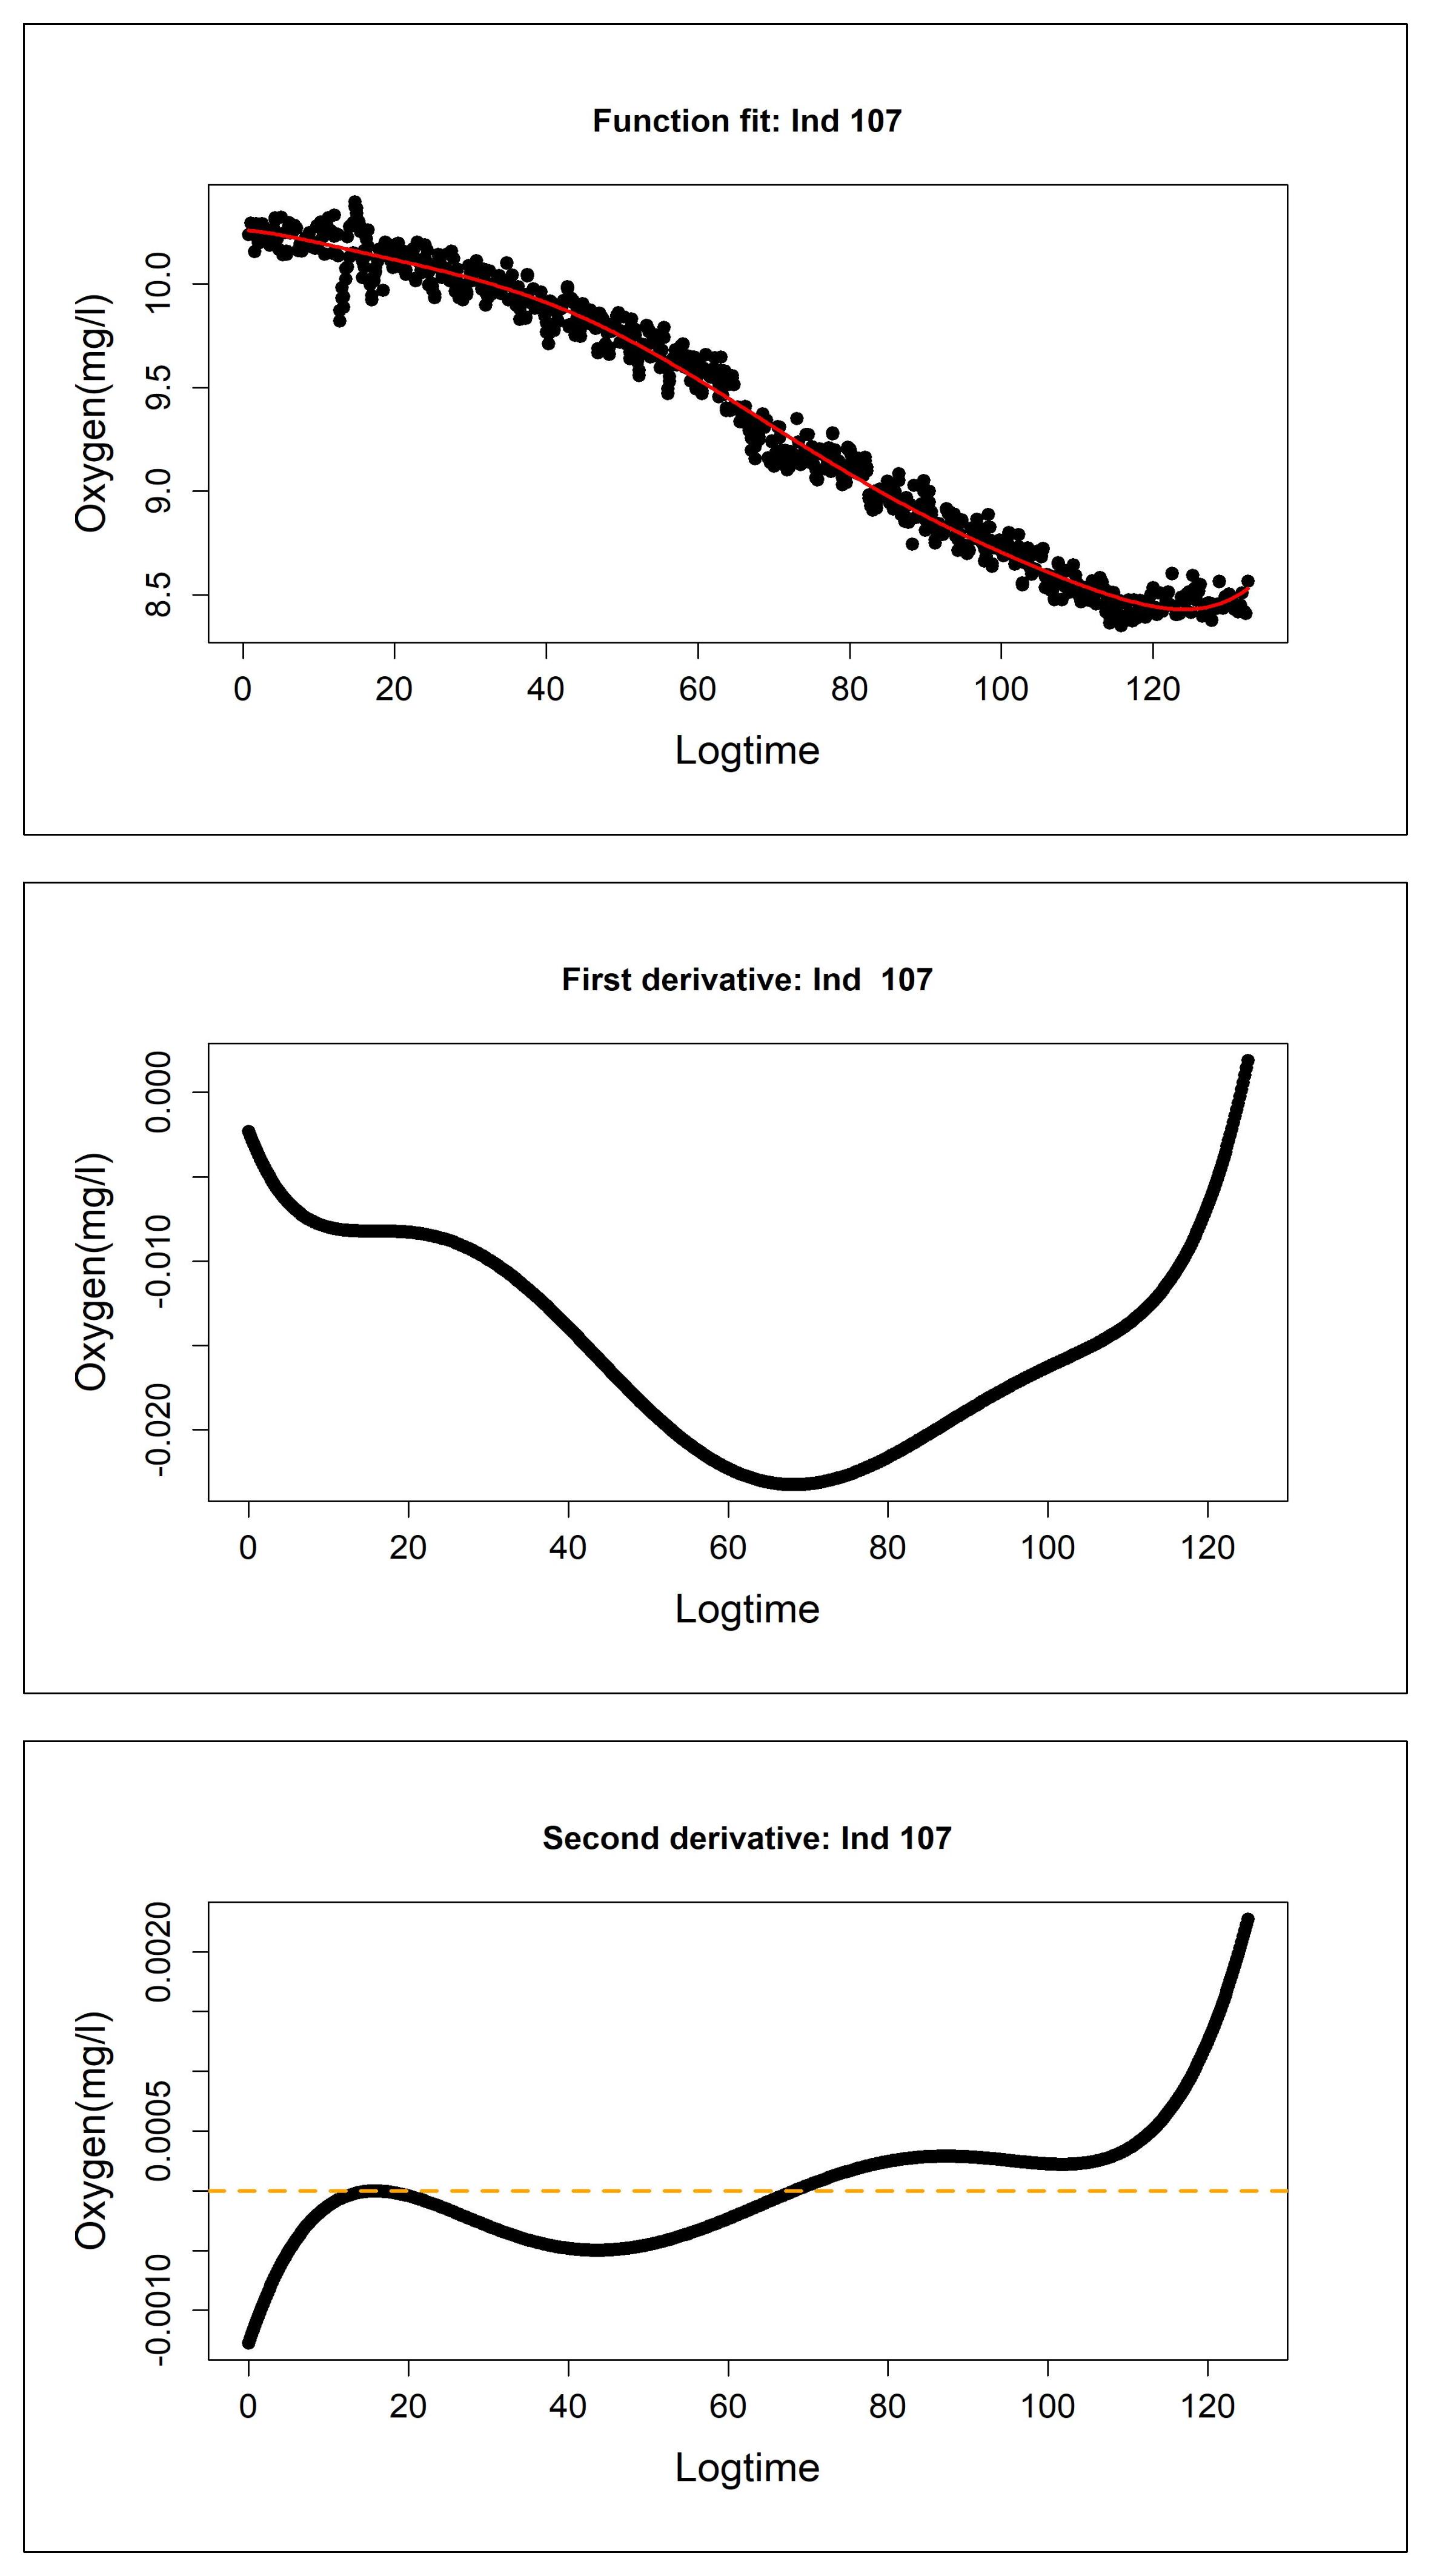 Function fit: Ind 107
Oxygen(mg/l)
10.0
9.5
9.0
8.5
0 20 40 60 80 100 120
Logtime
First derivative: Ind  107
Oxygen(mg/l)
0.000
-0.010
-0.020
0 20 40 60 80 100 120
Logtime
Second derivative: Ind 107
Oxygen(mg/l)
0.0020
0.0005
-0.0010
0 20 40 60 80 100 120
Logtime